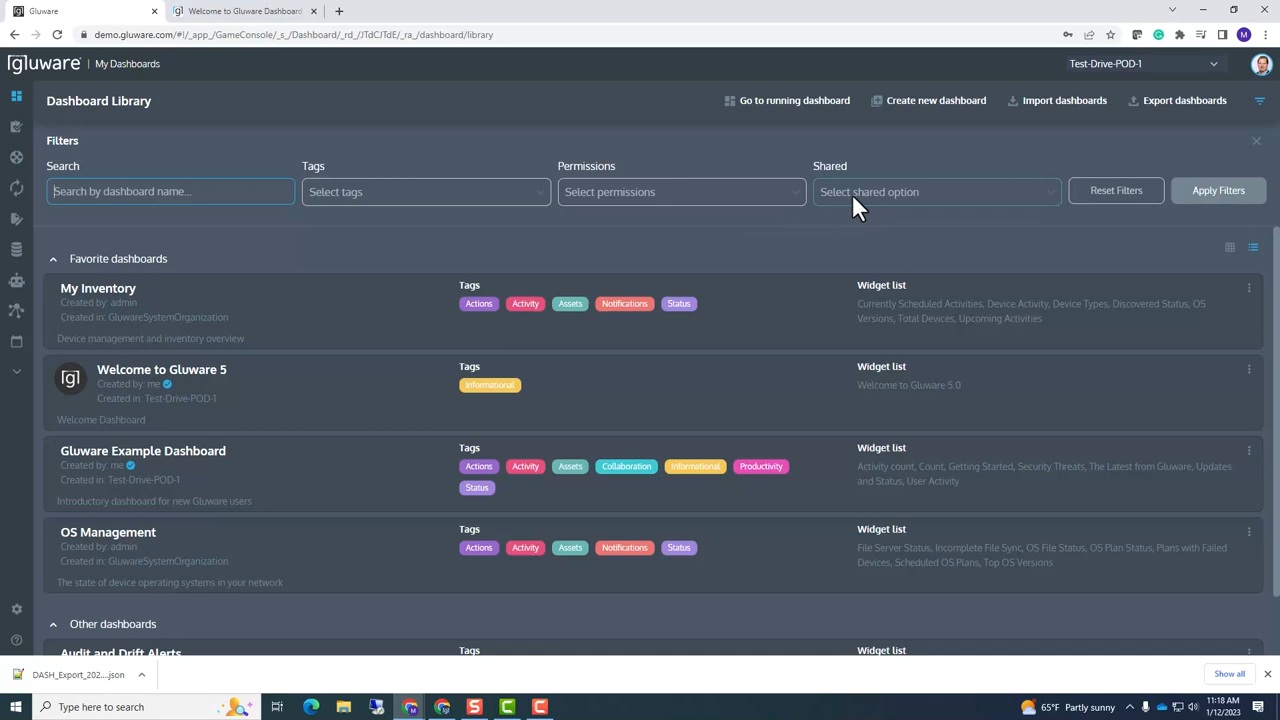 Gluware
Welcome to Gluware Dashboard
demo.gluware.com/#!/_app_/GameConsole/_s_/Dashboard/_rd_/JTdCJTdE/_ra_/dashboard/library
M
[gluware | My Dashboards
Test-Drive-POD-1
Dashboard Library
Go to running dashboard
Create new dashboard
Import dashboards
Export dashboards
Filters
Search
Tags
Permissions
Shared
Search by dashboard name...
Select tags
Select permissions
Select shared option
Reset Filters
Apply Filters
Favorite dashboards
My Inventory
Created by: admin
Created in: GluwareSystemOrganization
Device management and inventory overview
Tags
Actions Activity Assets Notifications Status
Widget list
Currently Scheduled Activities, Device Activity, Device Types, Discovered Status, OS
Versions, Total Devices, Upcoming Activities
[gl
Welcome to Gluware 5
Created by: me
Created in: Test-Drive-POD-1
Welcome Dashboard
Tags
Informational
Widget list
Welcome to Gluware 5.0
Gluware Example Dashboard
Created by: me
Created in: Test-Drive-POD-1
Introductory dashboard for new Gluware users
Tags
Actions Activity Assets Collaboration Informational Productivity
Status
Widget list
Activity count, Count, Getting Started, Security Threats, The Latest from Gluware, Updates
and Status, User Activity
OS Management
Created by: admin
Created in: GluwareSystemOrganization
The state of device operating systems in your network
Tags
Actions Activity Assets Notifications Status
Widget list
File Server Status, Incomplete File Sync, OS File Status, OS Plan Status, Plans with Failed
Devices, Scheduled OS Plans, Top OS Versions
Other dashboards
Audit and Drift Alerts
Tags
Widget list
DASH_Export_202....json
Show all
Type here to search
65°F Partly sunny
11:18 AM
1/12/2023